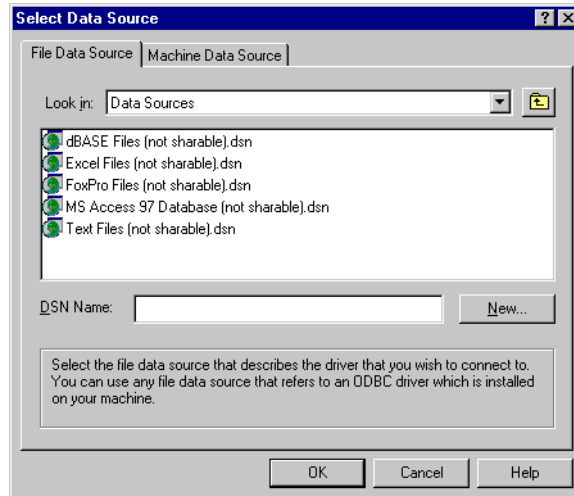 Select Data Source
File Data Source
Machine Data Source
Look in: Data Sources
dBASE Files (not sharable).dsn
Excel Files (not sharable).dsn
FoxPro Files (not sharable).dsn
MS Access 97 Database (not sharable).dsn
Text Files (not sharable).dsn
DSN Name:
New...
Select the file data source that describes the driver that you wish to connect to.
You can use any file data source that refers to an ODBC driver which is installed
on your machine.
OK
Cancel
Help